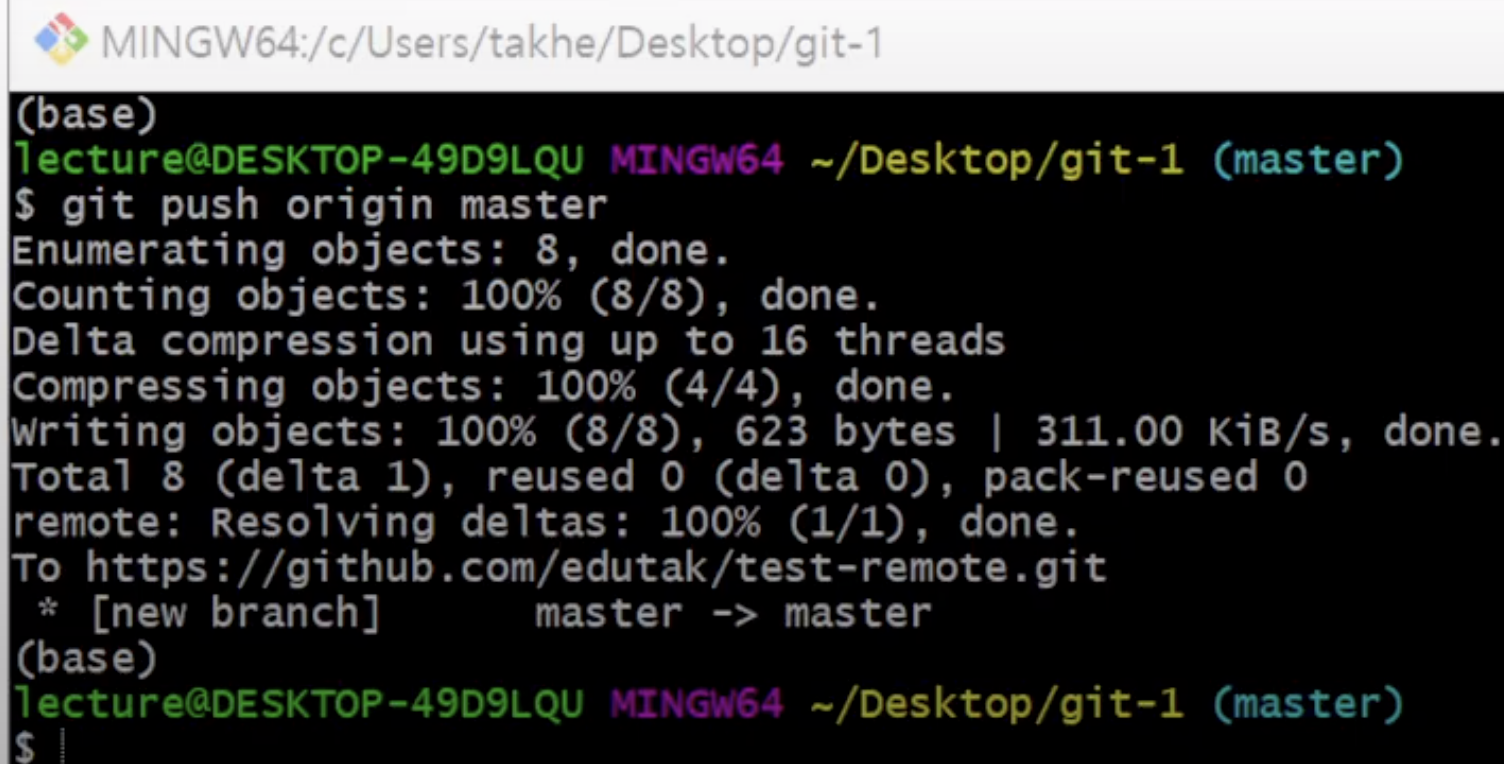 MINGW64:/c/Users/takhe/Desktop/git-1
(base)
lecture@DESKTOP-49D9LQU MINGW64 ~/Desktop/git-1 (master)
$ git push origin master
Enumerating objects: 8, done.
Counting objects: 100% (8/8), done.
Delta compression using up to 16 threads
Compressing objects: 100% (4/4), done.
Writing objects: 100% (8/8), 623 bytes | 311.00 KiB/s, done.
Total 8 (delta 1), reused 0 (delta 0), pack-reused 0
remote: Resolving deltas: 100% (1/1), done.
To https://github.com/edutak/test-remote.git
 * [new branch]      master -> master
(base)
lecture@DESKTOP-49D9LQU MINGW64 ~/Desktop/git-1 (master)
$